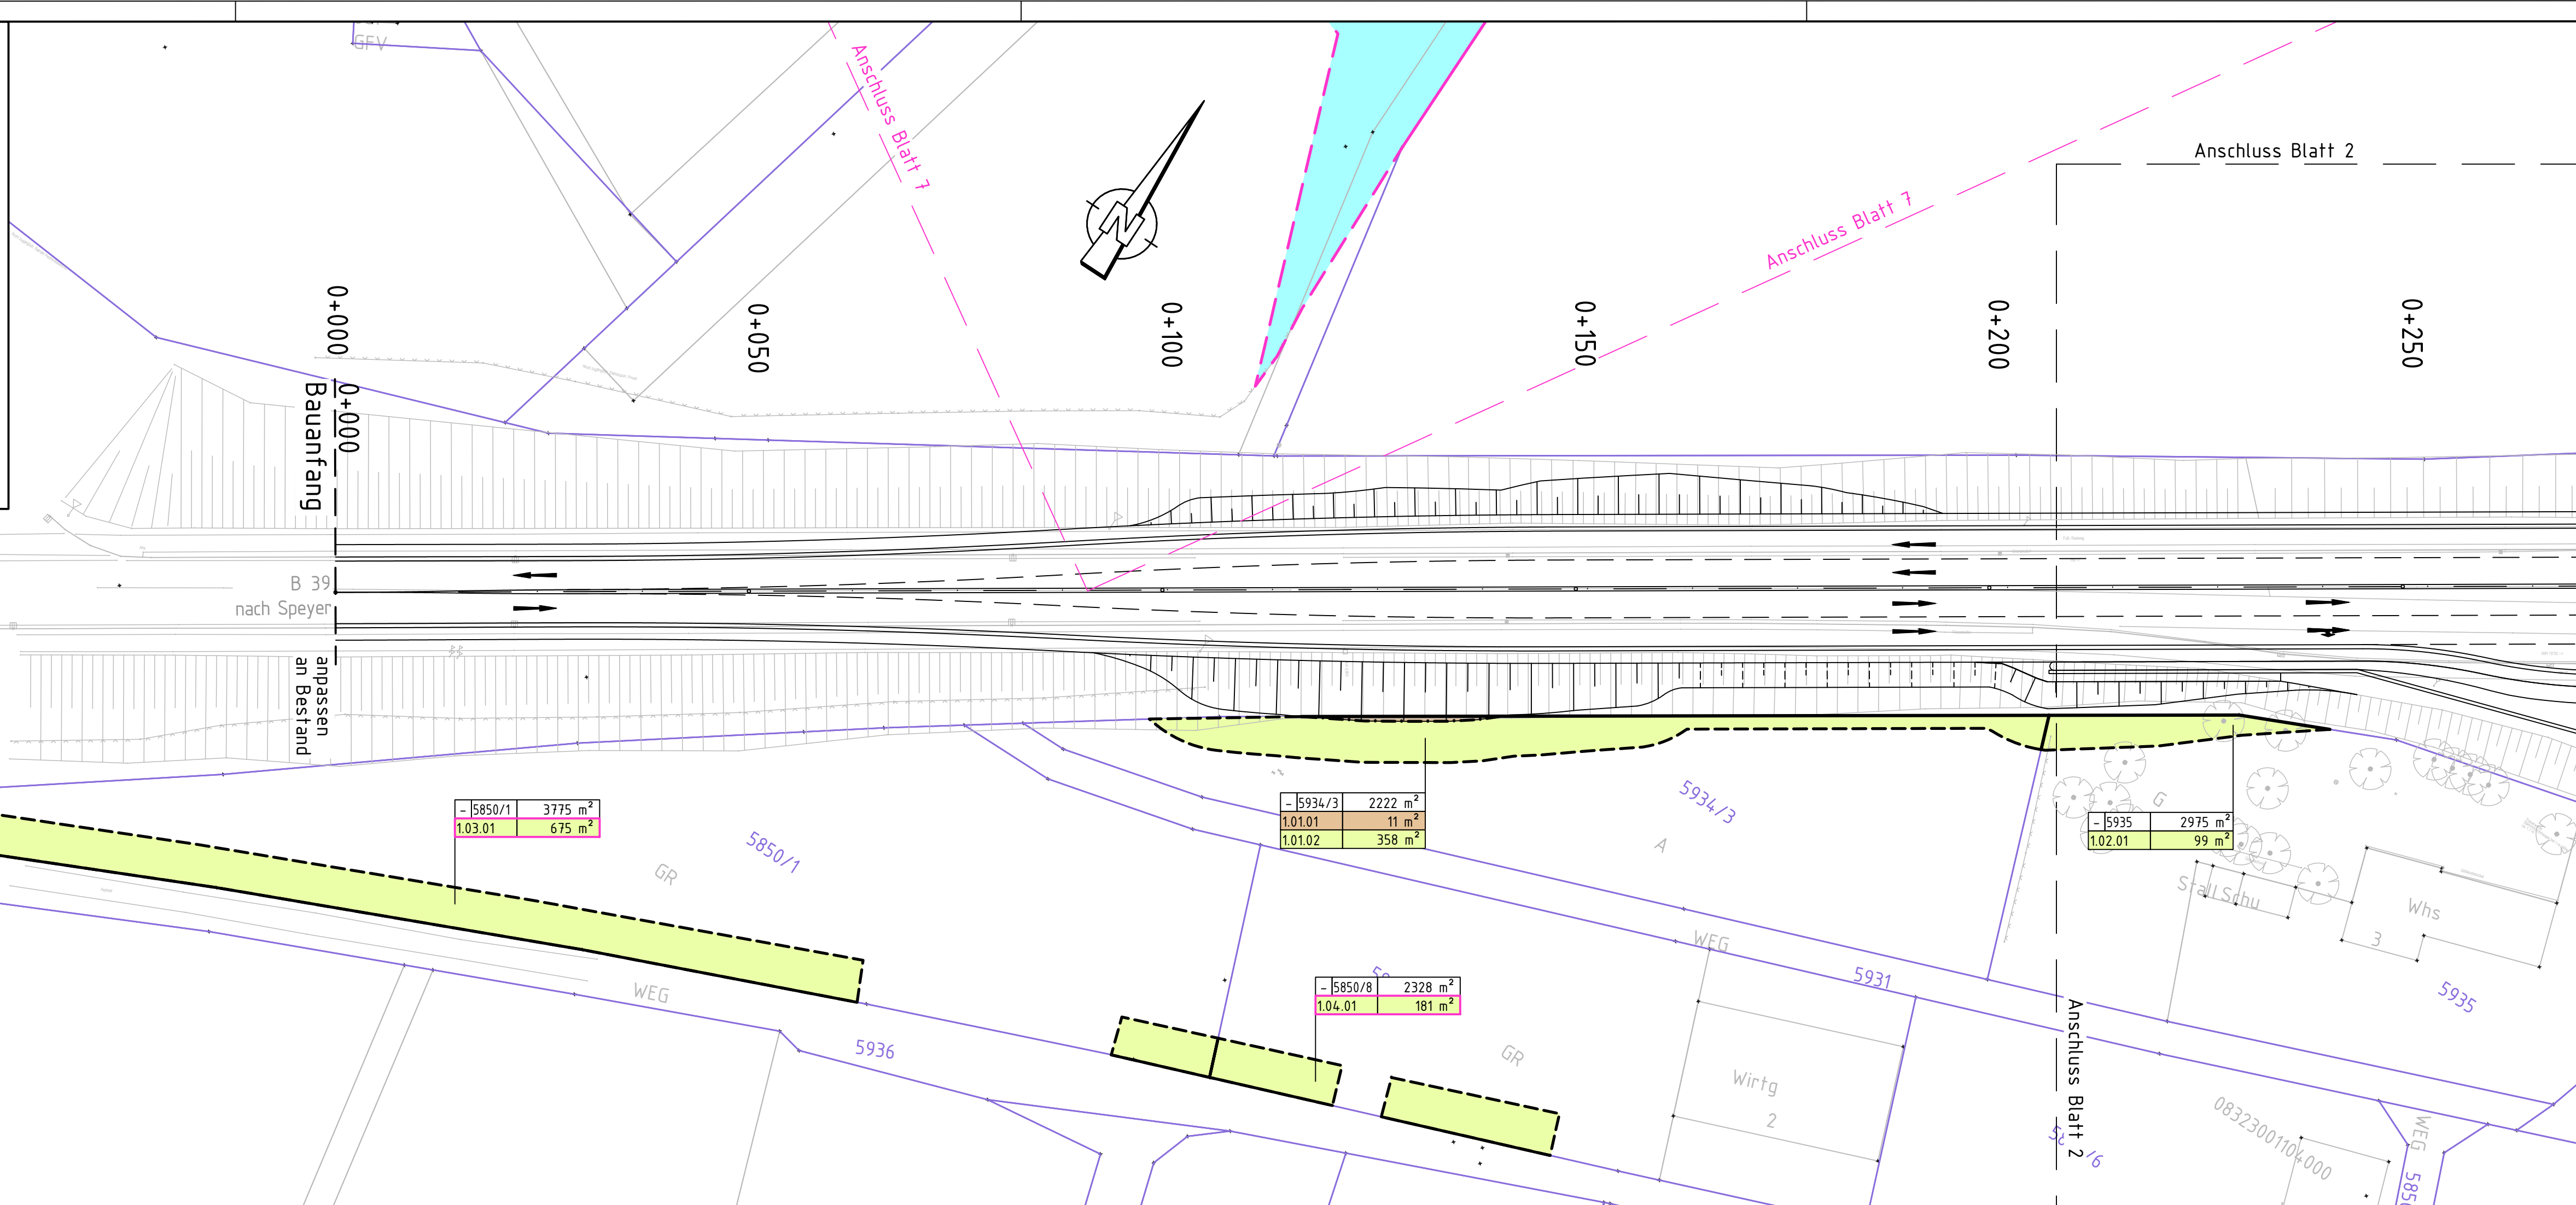 GFV
Anschluss Blatt 7
N
Anschluss Blatt 2
Anschluss Blatt 7
0+000
0+050
0+100
0+150
0+200
0+250
0+000
Bauanfang
B 39
nach Speyer
anpassen
an Bestand
- 5850/1 3775 m²
1.03.01 675 m²
5850/1
GR
- 5934/3 2222 m²
1.01.01 11 m²
1.01.02 358 m²
5934/3
A
G
- 5935 2975 m²
1.02.01 99 m²
Stall Schu
Whs
3
5935
WEG
5931
WEG
5936
- 5850/8 2328 m²
1.04.01 181 m²
GR
Wirtg
2
Anschluss Blatt 2
/6
08323001104000
WEG